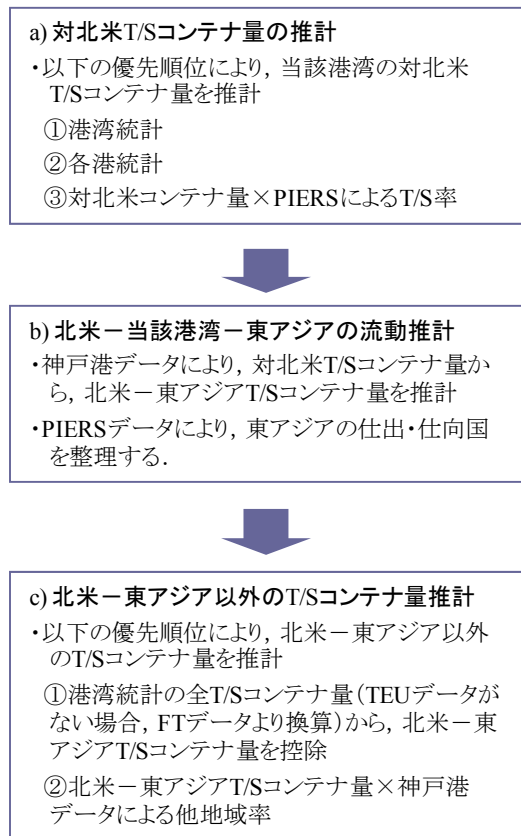 a) 対北米T/Sコンテナ量の推計
・以下の優先順位により，当該港湾の対北米
T/Sコンテナ量を推計
①港湾統計
②各港統計
③対北米コンテナ量×PIERSによるT/S率
b) 北米－当該港湾－東アジアの流動推計
・神戸港データにより，対北米T/Sコンテナ量か
ら，北米－東アジアT/Sコンテナ量を推計
・PIERSデータにより，東アジアの仕出・仕向国
を整理する．
c) 北米－東アジア以外のT/Sコンテナ量推計
・以下の優先順位により，北米－東アジア以外
のT/Sコンテナ量を推計
①港湾統計の全T/Sコンテナ量（TEUデータが
ない場合，FTデータより換算）から，北米－東
アジアT/Sコンテナ量を控除
②北米－東アジアT/Sコンテナ量×神戸港
データによる他地域率